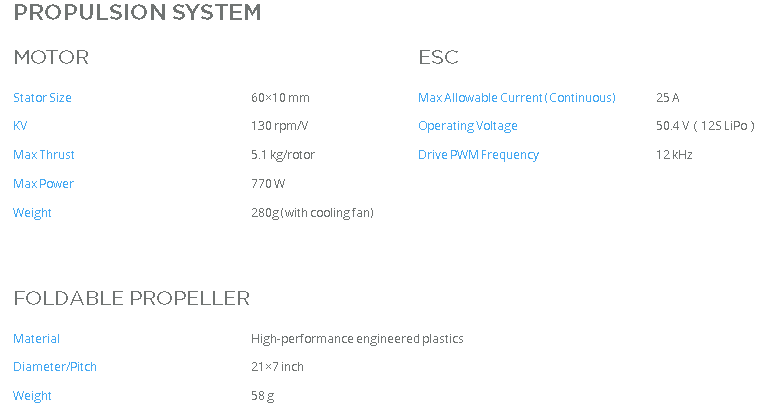 PROPULSION SYSTEM
MOTOR
Stator Size 60×10 mm
KV 130 rpm/V
Max Thrust 5.1 kg/rotor
Max Power 770 W
Weight 280g(with cooling fan)
ESC
Max Allowable Current (Continuous) 25 A
Operating Voltage 50.4 V ( 12S LiPo )
Drive PWM Frequency 12 kHz
FOLDABLE PROPELLER
Material High-performance engineered plastics
Diameter/Pitch 21×7 inch
Weight 58 g